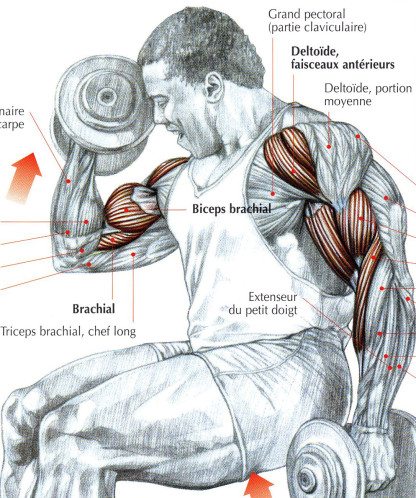 Grand pectoral
(partie claviculaire)
Deltoïde,
faisceaux antérieurs
Deltoïde, portion
moyenne
naire
carpe
Biceps brachial
Extenseur
du petit doigt
Brachial
Triceps brachial, chef long